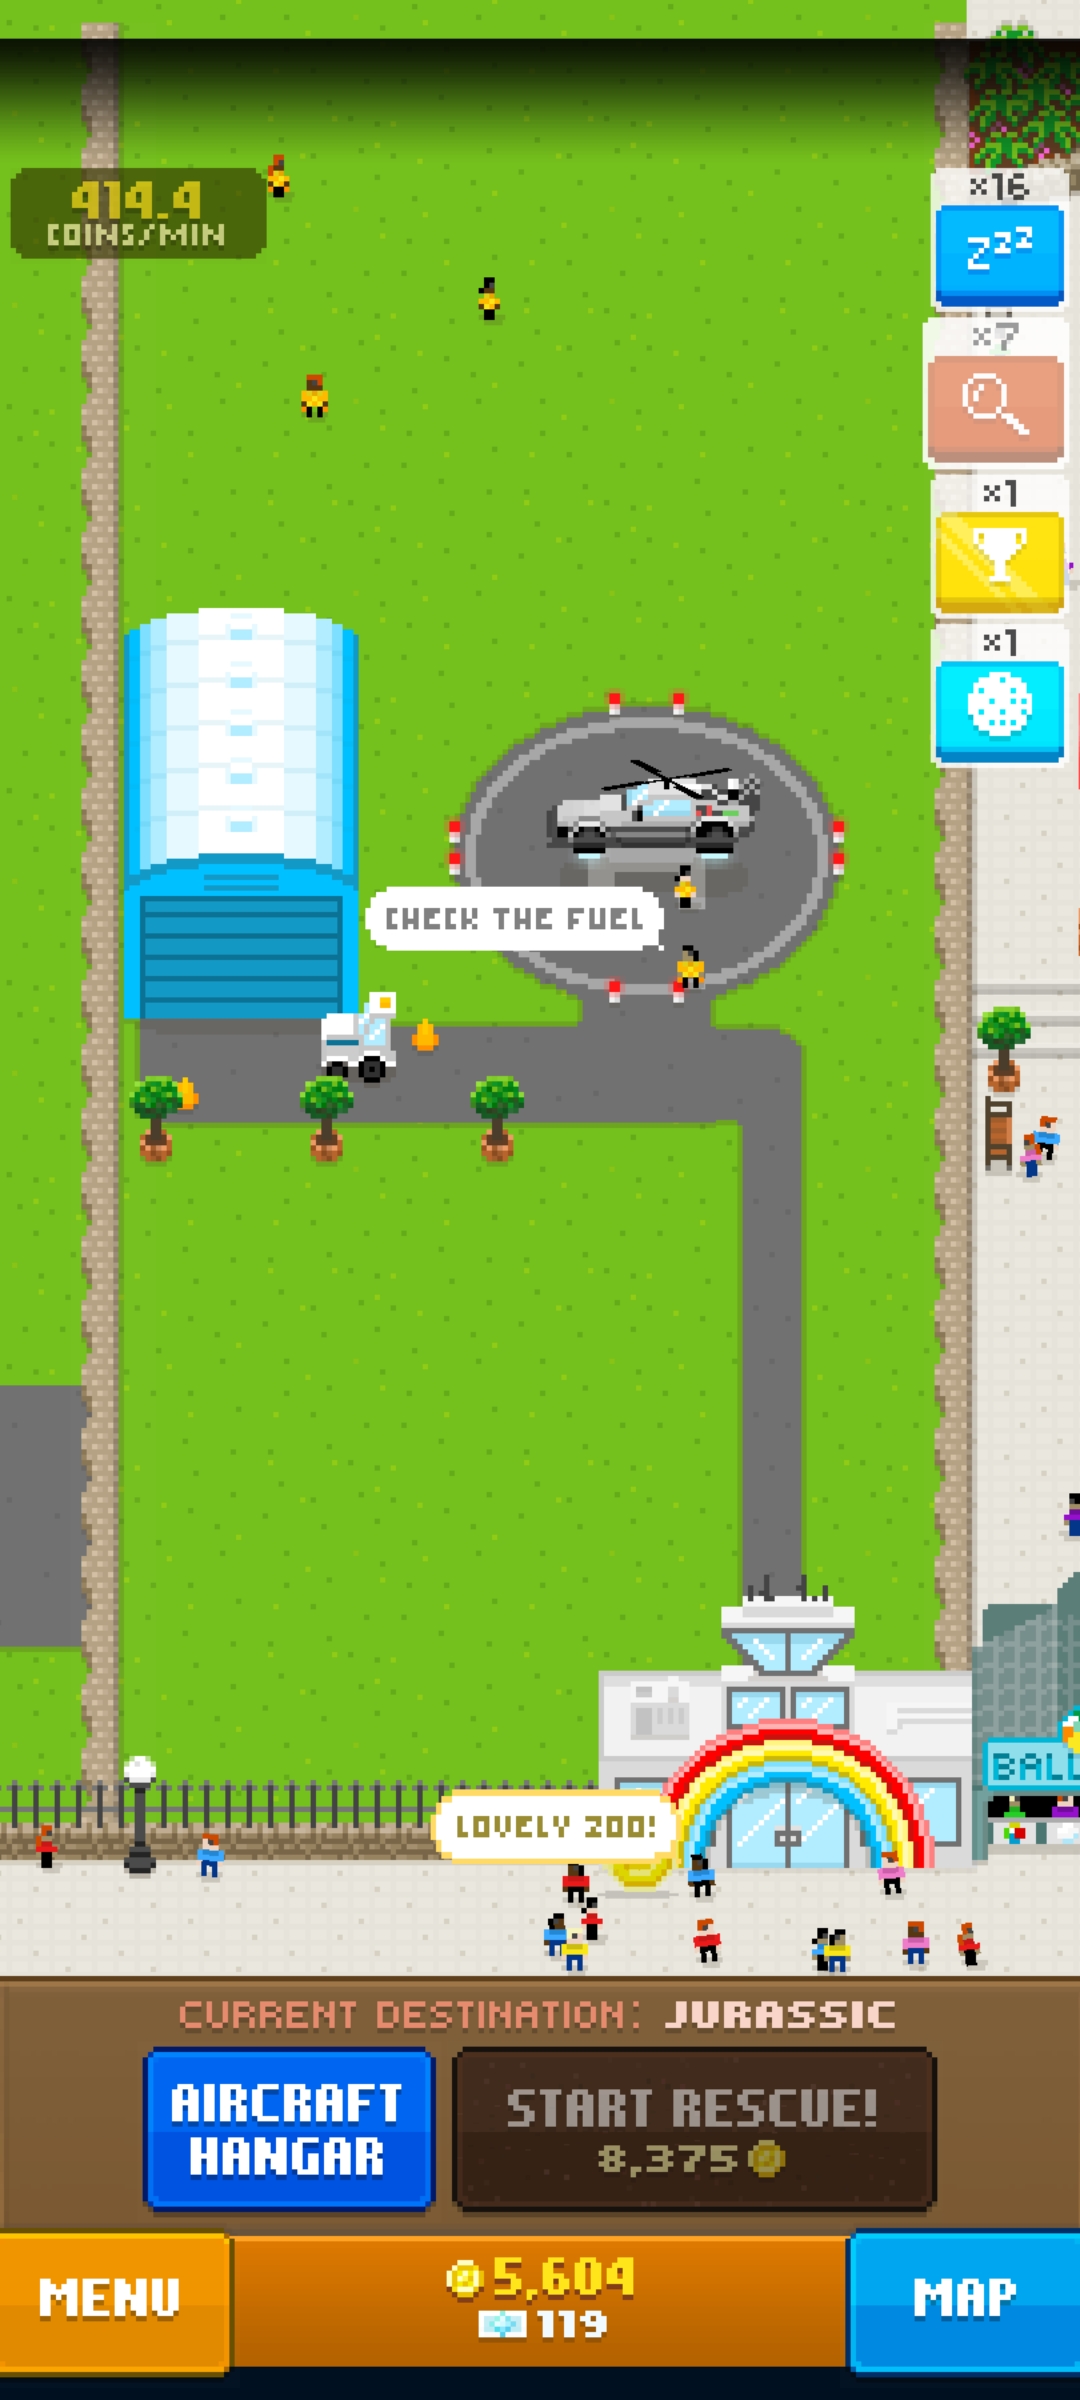 414.4
COINS/MIN
×16
zzz
×7
×1
×1
CHECK THE FUEL
BALL
LOVELY ZOO!
CURRENT DESTINATION: JURASSIC
AIRCRAFT
HANGAR
START RESCUE!
8,375
MENU
5,604
119
MAP